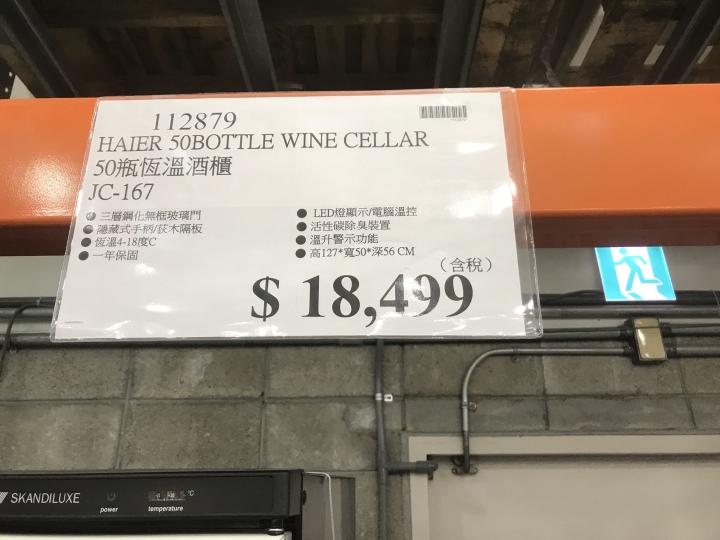 112879
HAIER 50BOTTLE WINE CELLAR
50瓶恆溫酒櫃
JC-167
三層鋼化無框玻璃門
隱藏式手柄/荻木隔板
恆溫4-18度C
一年保固
LED燈顯示/電腦溫控
活性碳除臭裝置
溫升警示功能
高127*寬50*深56 CM
(含稅)
$ 18,499
SKANDILUXE
power
temperature
°C